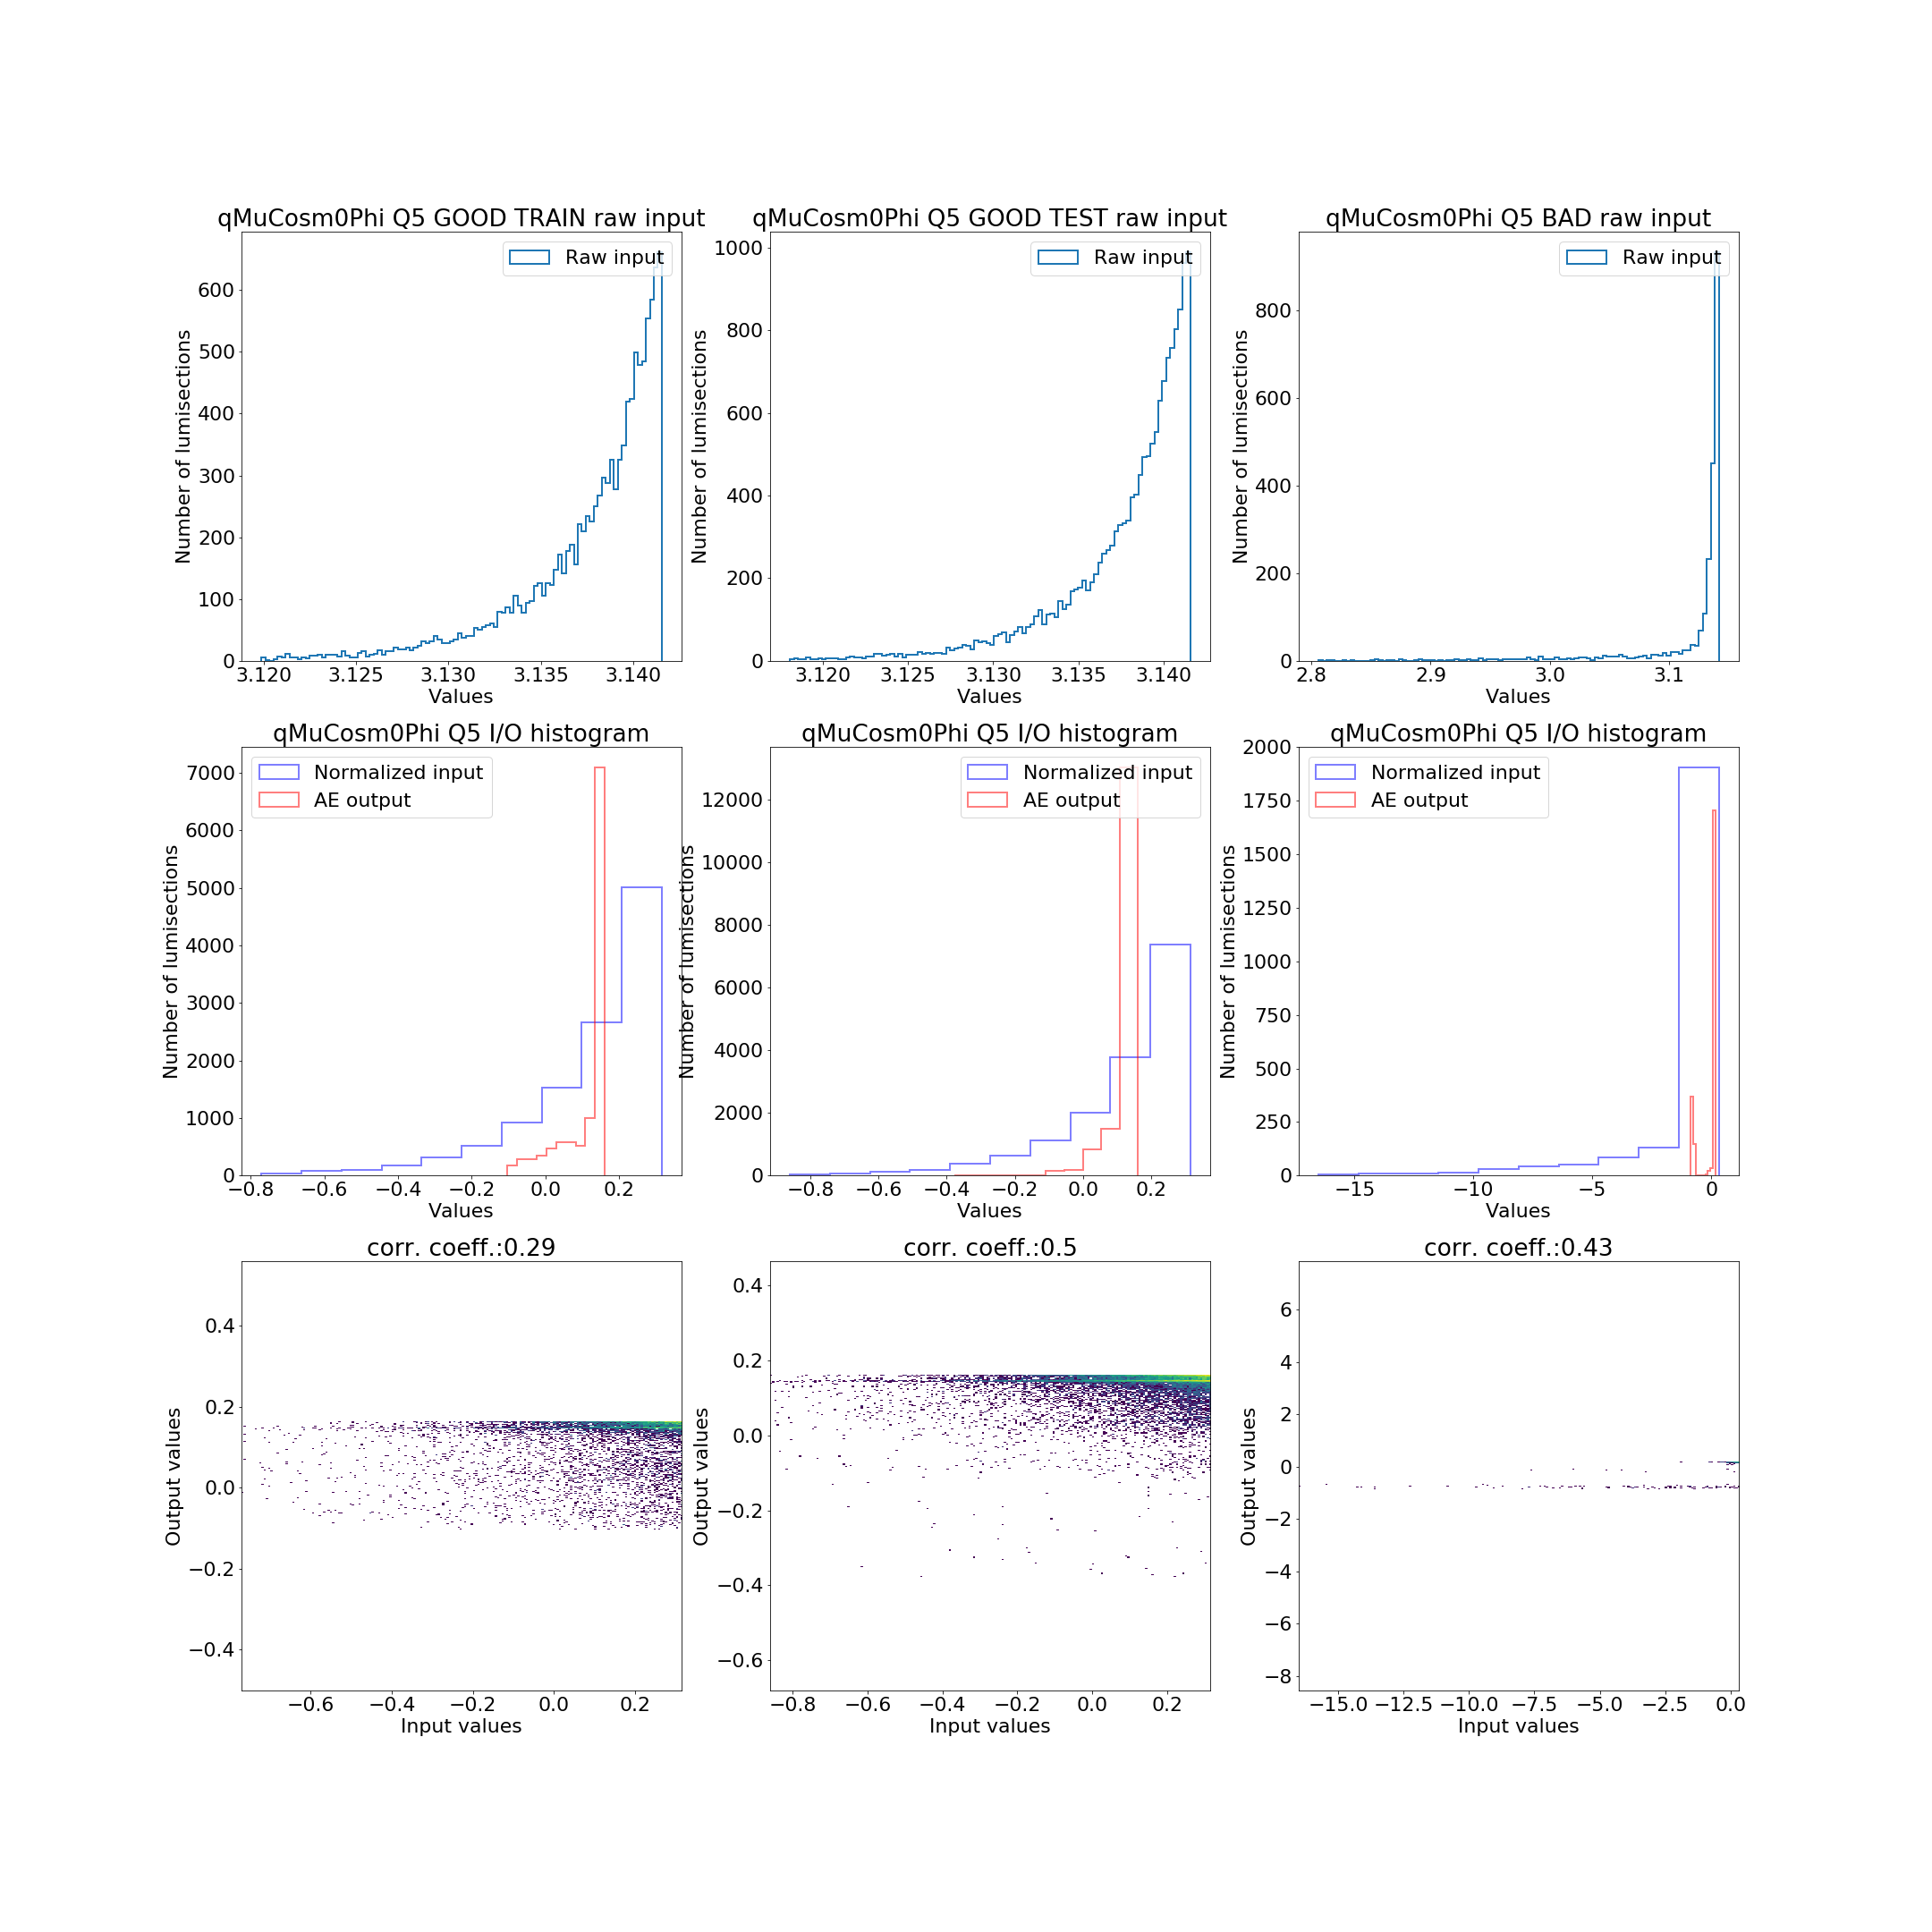 qMuCosm0Phi Q5 GOOD TRAIN raw input
Raw input
Number of lumisections
600
500
400
300
200
100
0
3.120 3.125 3.130 3.135 3.140
Values
qMuCosm0Phi Q5 GOOD TEST raw input
Raw input
Number of lumisections
1000
800
600
400
200
0
3.120 3.125 3.130 3.135 3.140
Values
qMuCosm0Phi Q5 BAD raw input
Raw input
Number of lumisections
800
600
400
200
0
2.8 2.9 3.0 3.1
Values
qMuCosm0Phi Q5 I/O histogram
Normalized input
AE output
Number of lumisections
7000
6000
5000
4000
3000
2000
1000
0
−0.8 −0.6 −0.4 −0.2 0.0 0.2
Values
qMuCosm0Phi Q5 I/O histogram
Normalized input
AE output
Number of lumisections
12000
10000
8000
6000
4000
2000
0
−0.8 −0.6 −0.4 −0.2 0.0 0.2
Values
qMuCosm0Phi Q5 I/O histogram
Normalized input
AE output
Number of lumisections
2000
1750
1500
1250
1000
750
500
250
0
−15 −10 −5 0
Values
corr. coeff.:0.29
Output values
0.4
0.2
0.0
−0.2
−0.4
−0.6 −0.4 −0.2 0.0 0.2
Input values
corr. coeff.:0.5
Output values
0.4
0.2
0.0
−0.2
−0.4
−0.6
−0.8 −0.6 −0.4 −0.2 0.0 0.2
Input values
corr. coeff.:0.43
Output values
6
4
2
0
−2
−4
−6
−8
−15.0 −12.5 −10.0 −7.5 −5.0 −2.5 0.0
Input values